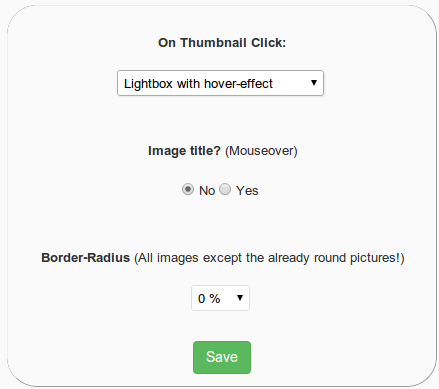 On Thumbnail Click:
Lightbox with hover-effect
Image title? (Mouseover)
No Yes
Border-Radius (All images except the already round pictures!)
0 %
Save